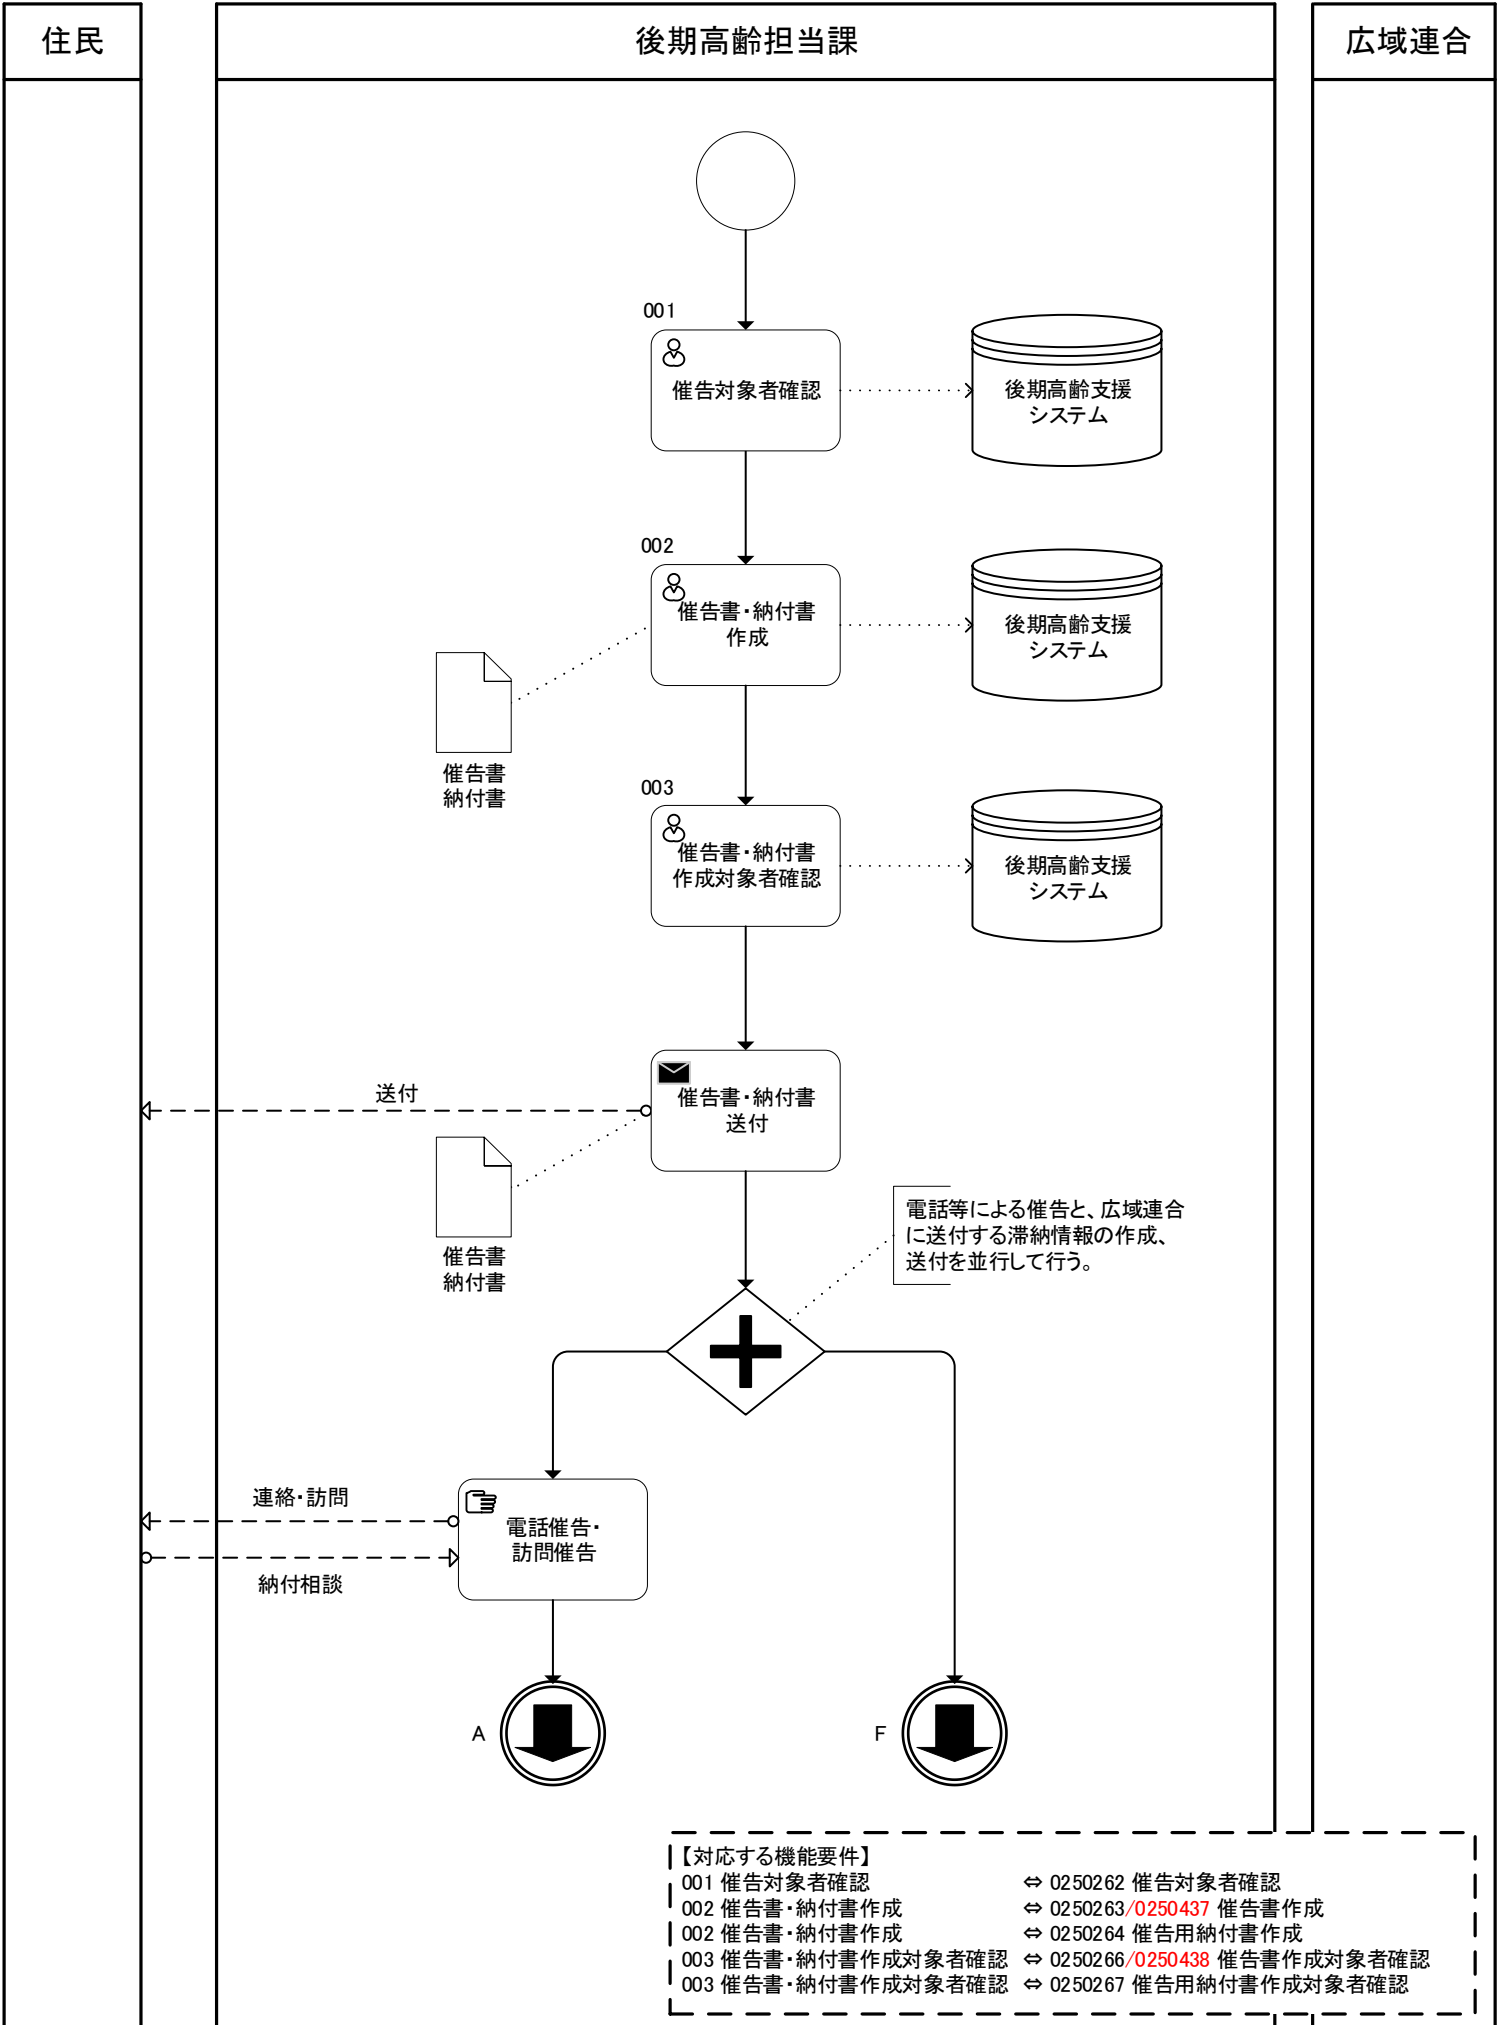 住民
後期高齢担当課
広域連合
001
催告対象者確認
後期高齢支援
システム
002
催告書・納付書
作成
後期高齢支援
システム
催告書
納付書
003
催告書・納付書
作成対象者確認
後期高齢支援
システム
送付
催告書・納付書
送付
催告書
納付書
電話等による催告と、広域連合
に送付する滞納情報の作成、
送付を並行して行う。
連絡・訪問
電話催告・
訪問催告
納付相談
A
F
【対応する機能要件】
001 催告対象者確認 ⇔ 0250262 催告対象者確認
002 催告書・納付書作成 ⇔ 0250263/0250437 催告書作成
002 催告書・納付書作成 ⇔ 0250264 催告用納付書作成
003 催告書・納付書作成対象者確認 ⇔ 0250266/0250438 催告書作成対象者確認
003 催告書・納付書作成対象者確認 ⇔ 0250267 催告用納付書作成対象者確認